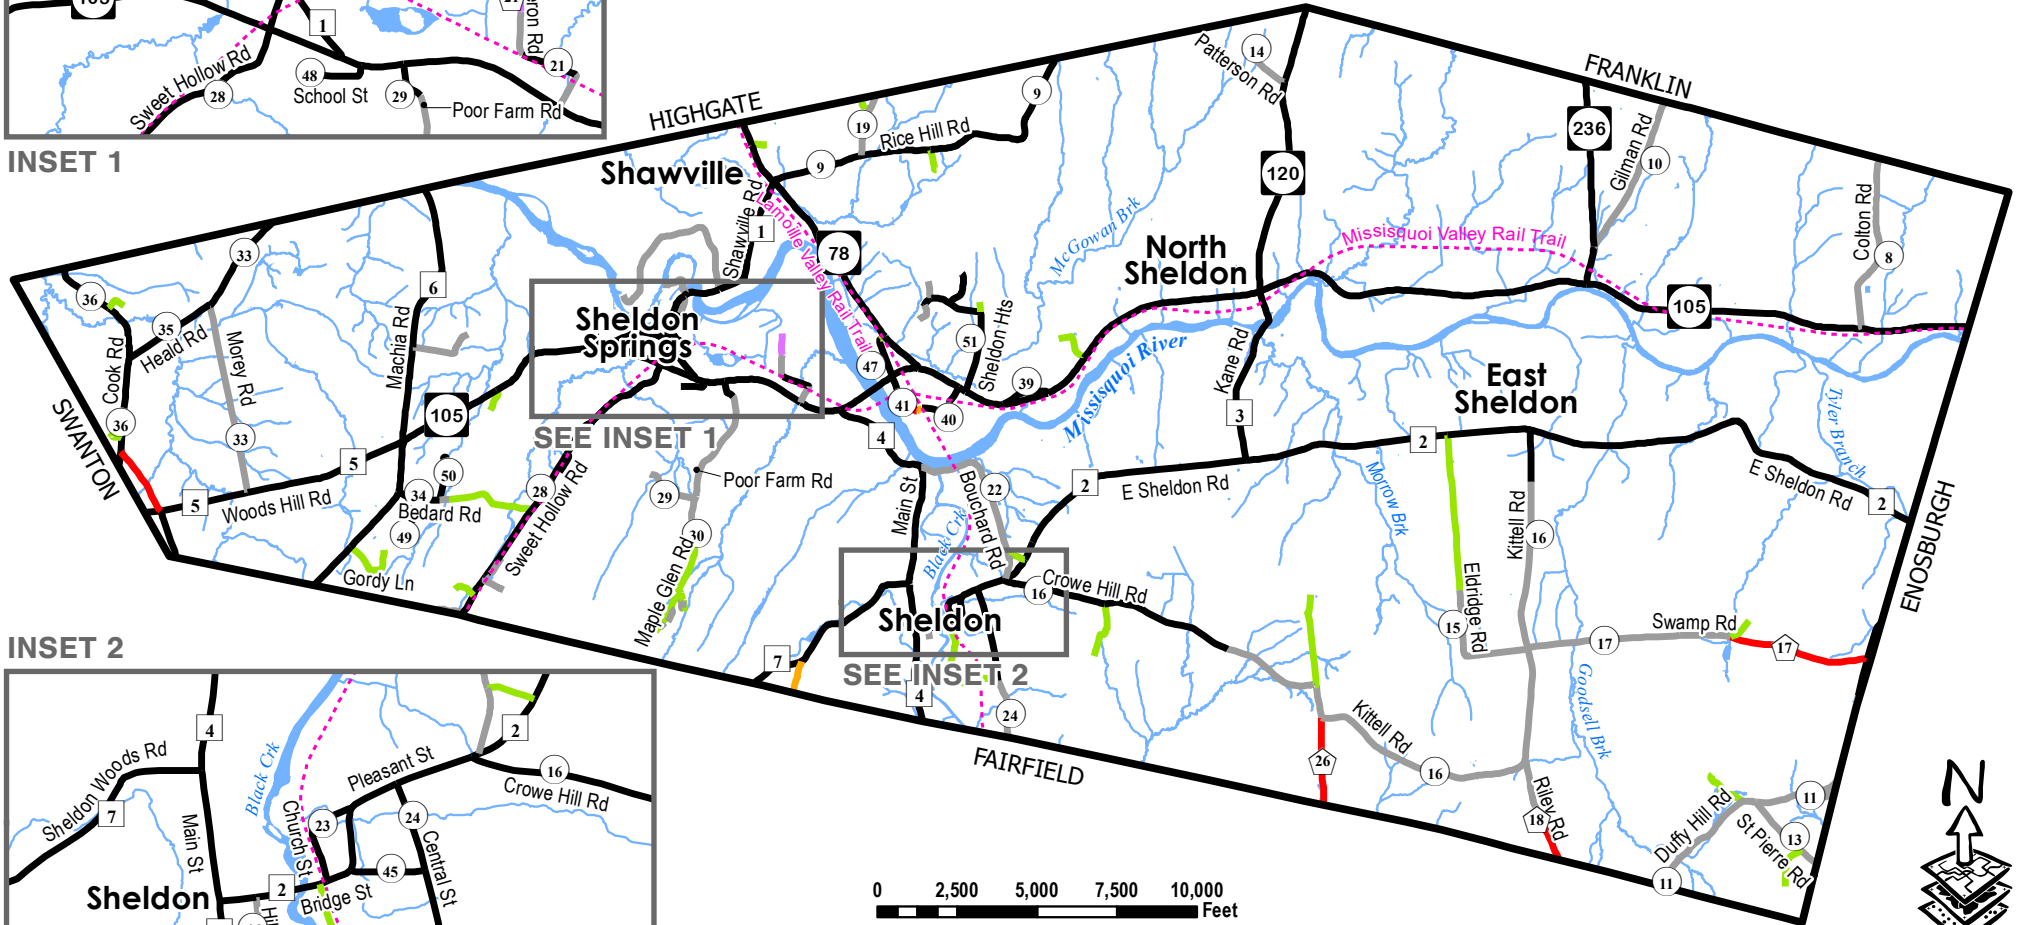 105
1
21
ron Rd
21
Sweet Hollow Rd
28
48
School St
29
Poor Farm Rd
INSET 1
HIGHGATE
FRANKLIN
SWANTON
ENOSBURGH
FAIRFIELD
Shawville
Shawville Rd
1
78
Lamoille Valley Rail Trail
19
9
Rice Hill Rd
9
Patterson Rd
14
120
236
Gilman Rd
10
Colton Rd
8
McGowan Brk
North
Sheldon
Missisquoi Valley Rail Trail
105
36
33
35
Heald Rd
Cook Rd
36
Morey Rd
33
Machia Rd
6
105
5
5
Woods Hill Rd
Sheldon
Springs
SEE INSET 1
47
41
40
51
Sheldon Hts
39
Missisquoi River
Kane Rd
3
East
Sheldon
Tyler Branch
4
2
E Sheldon Rd
2
E Sheldon Rd
2
50
34
Bedard Rd
49
Gordy Ln
28
Sweet Hollow Rd
29
Poor Farm Rd
30
Maple Glen Rd
Main St
Black Crk
Bouchard Rd
22
Morrow Brk
Kittell Rd
16
Eldridge Rd
15
17
Swamp Rd
17
Goodsell Brk
Crowe Hill Rd
16
Sheldon
SEE INSET 2
7
4
24
26
Kittell Rd
16
18
Riley Rd
Duffy Hill Rd
11
11
13
St Pierre Rd
INSET 2
4
Sheldon Woods Rd
7
Main St
Black Crk
Church St
23
Pleasant St
2
16
Crowe Hill Rd
24
Central St
45
2
Bridge St
Sheldon
0 2,500 5,000 7,500 10,000
Feet
N